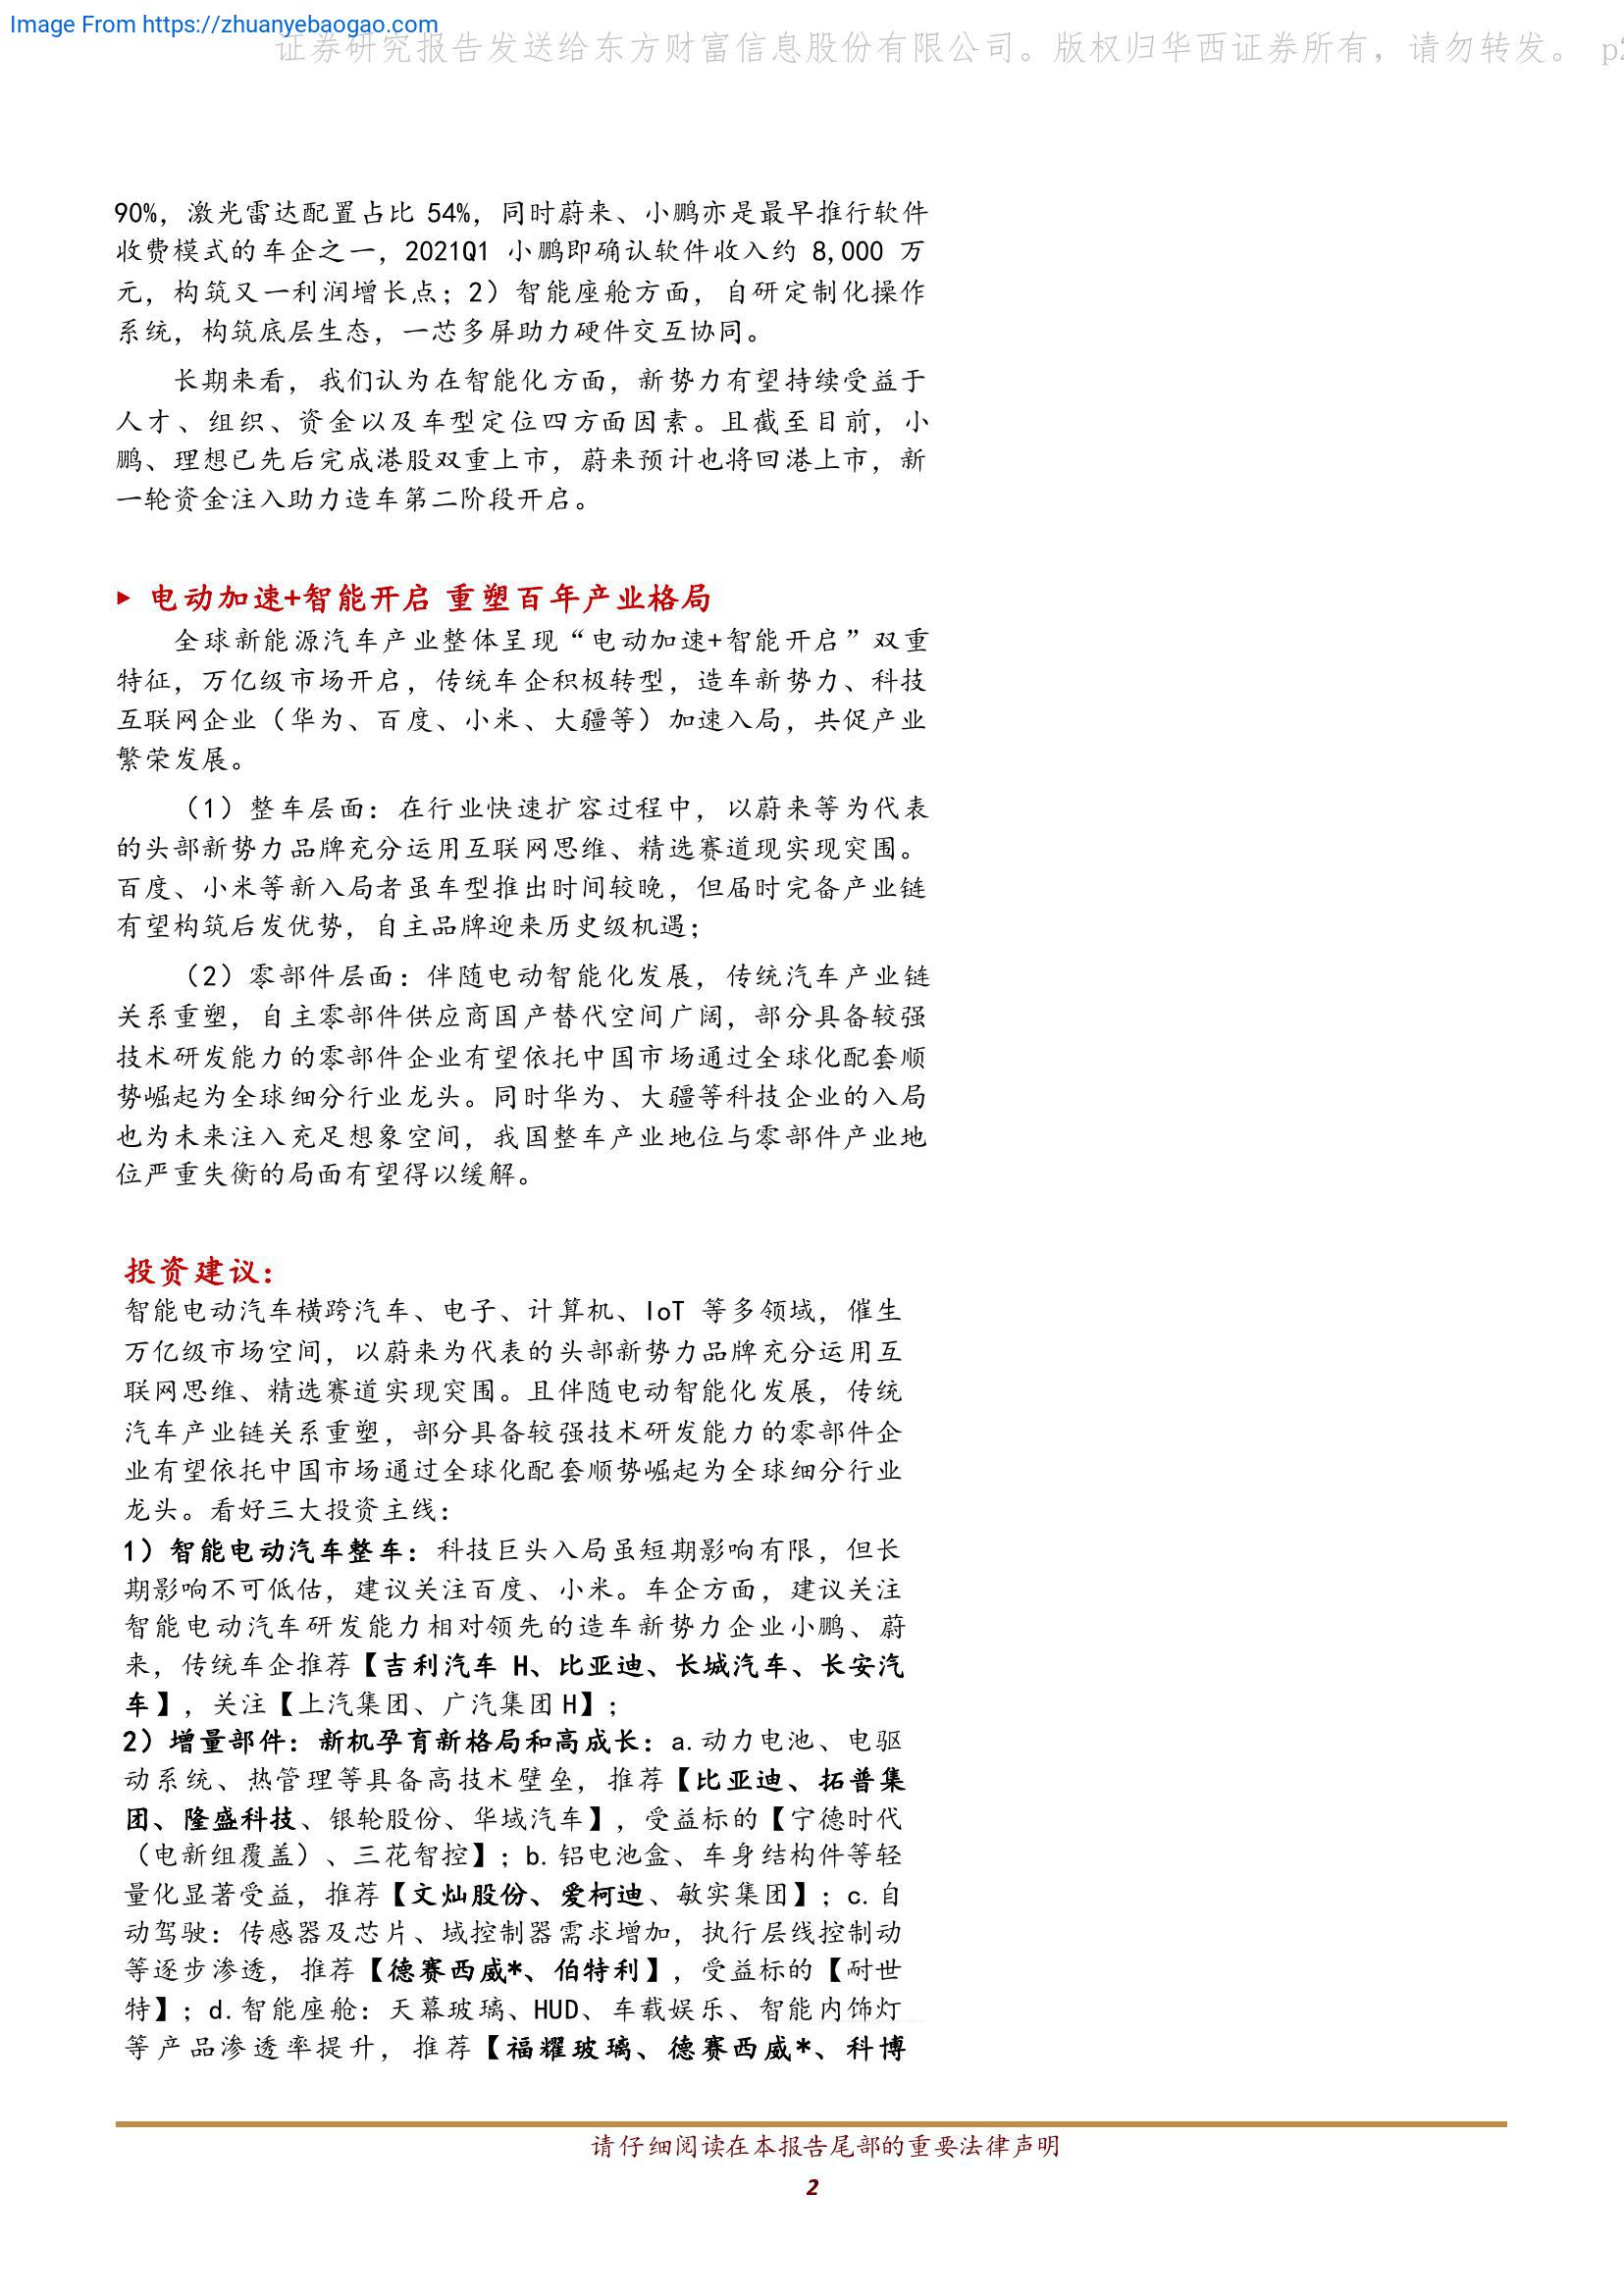 Image From https://zhuanyebaogao.com
证券研究报告发送给东方财富信息股份有限公司。版权归华西证券所有，请勿转发。 p2
90%，激光雷达配置占比 54%，同时蔚来、小鹏亦是最早推行软件
收费模式的车企之一，2021Q1 小鹏即确认软件收入约 8,000 万
元，构筑又一利润增长点；2）智能座舱方面，自研定制化操作
系统，构筑底层生态，一芯多屏助力硬件交互协同。
长期来看，我们认为在智能化方面，新势力有望持续受益于
人才、组织、资金以及车型定位四方面因素。且截至目前，小
鹏、理想已先后完成港股双重上市，蔚来预计也将回港上市，新
一轮资金注入助力造车第二阶段开启。
▶ 电动加速+智能开启 重塑百年产业格局
全球新能源汽车产业整体呈现“电动加速+智能开启”双重
特征，万亿级市场开启，传统车企积极转型，造车新势力、科技
互联网企业（华为、百度、小米、大疆等）加速入局，共促产业
繁荣发展。
（1）整车层面：在行业快速扩容过程中，以蔚来等为代表
的头部新势力品牌充分运用互联网思维、精选赛道现实现突围。
百度、小米等新入局者虽车型推出时间较晚，但届时完备产业链
有望构筑后发优势，自主品牌迎来历史级机遇；
（2）零部件层面：伴随电动智能化发展，传统汽车产业链
关系重塑，自主零部件供应商国产替代空间广阔，部分具备较强
技术研发能力的零部件企业有望依托中国市场通过全球化配套顺
势崛起为全球细分行业龙头。同时华为、大疆等科技企业的入局
也为未来注入充足想象空间，我国整车产业地位与零部件产业地
位严重失衡的局面有望得以缓解。
投资建议：
智能电动汽车横跨汽车、电子、计算机、IoT 等多领域，催生
万亿级市场空间，以蔚来为代表的头部新势力品牌充分运用互
联网思维、精选赛道实现突围。且伴随电动智能化发展，传统
汽车产业链关系重塑，部分具备较强技术研发能力的零部件企
业有望依托中国市场通过全球化配套顺势崛起为全球细分行业
龙头。看好三大投资主线：
1）智能电动汽车整车：科技巨头入局虽短期影响有限，但长
期影响不可低估，建议关注百度、小米。车企方面，建议关注
智能电动汽车研发能力相对领先的造车新势力企业小鹏、蔚
来，传统车企推荐【吉利汽车 H、比亚迪、长城汽车、长安汽
车】，关注【上汽集团、广汽集团 H】；
2）增量部件：新机孕育新格局和高成长：a.动力电池、电驱
动系统、热管理等具备高技术壁垒，推荐【比亚迪、拓普集
团、隆盛科技、银轮股份、华域汽车】，受益标的【宁德时代
（电新组覆盖）、三花智控】；b.铝电池盒、车身结构件等轻
量化显著受益，推荐【文灿股份、爱柯迪、敏实集团】；c.自
动驾驶：传感器及芯片、域控制器需求增加，执行层线控制动
等逐步渗透，推荐【德赛西威*、伯特利】，受益标的【耐世
特】；d.智能座舱：天幕玻璃、HUD、车载娱乐、智能内饰灯
等产品渗透率提升，推荐【福耀玻璃、德赛西威*、科博
请仔细阅读在本报告尾部的重要法律声明
2